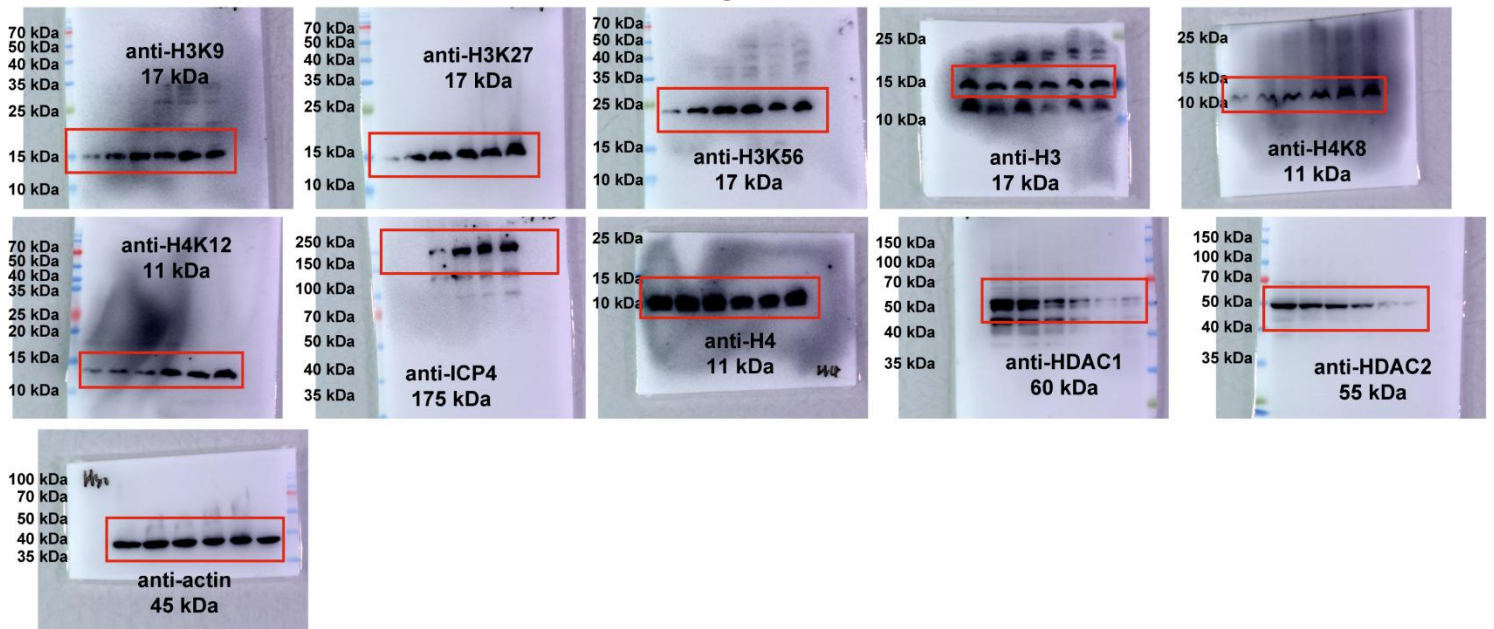 70 kDa
50 kDa
40 kDa
35 kDa
25 kDa
15 kDa
10 kDa
anti-H3K9
17 kDa
70 kDa
50 kDa
40 kDa
35 kDa
25 kDa
15 kDa
10 kDa
anti-H3K27
17 kDa
70 kDa
50 kDa
40 kDa
35 kDa
25 kDa
15 kDa
10 kDa
anti-H3K56
17 kDa
25 kDa
15 kDa
10 kDa
anti-H3
17 kDa
25 kDa
15 kDa
10 kDa
anti-H4K8
11 kDa
70 kDa
50 kDa
40 kDa
35 kDa
25 kDa
20 kDa
15 kDa
10 kDa
anti-H4K12
11 kDa
250 kDa
150 kDa
100 kDa
70 kDa
50 kDa
40 kDa
35 kDa
anti-ICP4
175 kDa
25 kDa
15 kDa
10 kDa
anti-H4
11 kDa
150 kDa
100 kDa
70 kDa
50 kDa
40 kDa
35 kDa
anti-HDAC1
60 kDa
150 kDa
100 kDa
70 kDa
50 kDa
40 kDa
35 kDa
anti-HDAC2
55 kDa
100 kDa
70 kDa
50 kDa
40 kDa
35 kDa
anti-actin
45 kDa